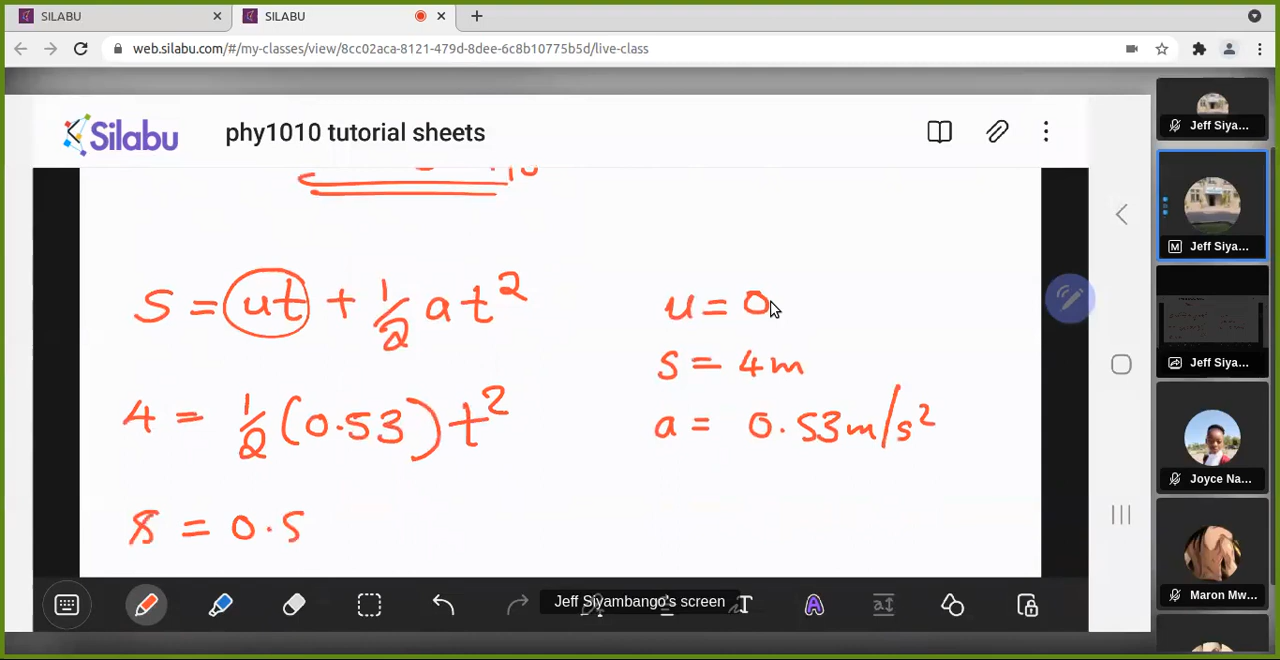 SILABU
SILABU
web.silabu.com/#/my-classes/view/8cc02aca-8121-479d-8dee-6c8b10775b5d/live-class
Silabu
phy1010 tutorial sheets
s = ut + 1/2 at²
u = 0
s = 4m
a = 0.53m/s²
4 = 1/2 (0.53) t²
8 = 0.5
Jeff Siyambango's screen
T
A
Jeff Siya...
M Jeff Siya...
Jeff Siya...
Joyce Na...
Maron Mw...